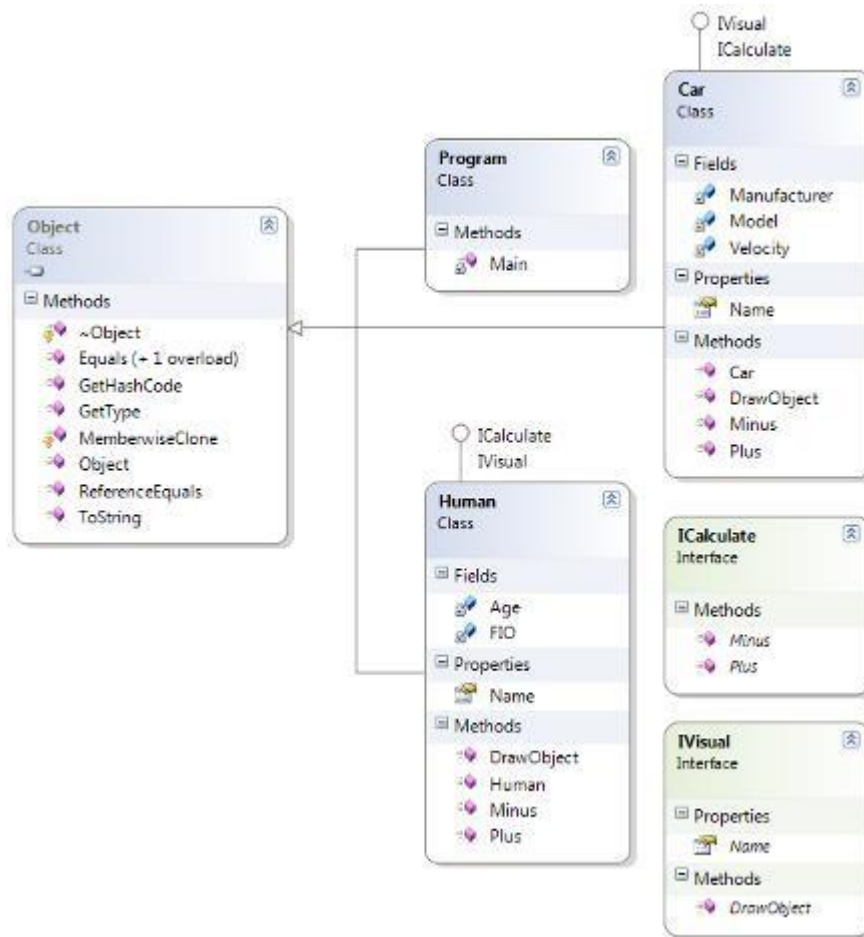 Object
Class
Methods
~Object
Equals (+ 1 overload)
GetHashCode
GetType
MemberwiseClone
Object
ReferenceEquals
ToString
Program
Class
Methods
Main
ICalculate
IVisual
Human
Class
Fields
Age
FIO
Properties
Name
Methods
DrawObject
Human
Minus
Plus
IVisual
ICalculate
Car
Class
Fields
Manufacturer
Model
Velocity
Properties
Name
Methods
Car
DrawObject
Minus
Plus
ICalculate
Interface
Methods
Minus
Plus
IVisual
Interface
Properties
Name
Methods
DrawObject